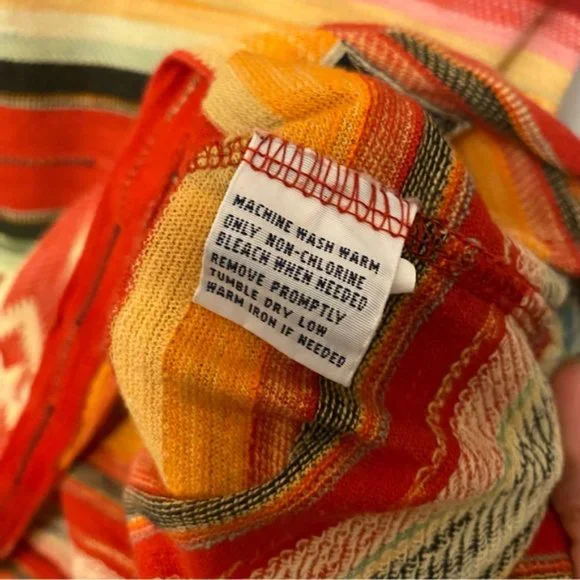 MACHINE WASH WARM
ONLY NON-CHLORINE
BLEACH WHEN NEEDED
REMOVE PROMPTLY
TUMBLE DRY LOW
WARM IRON IF NEEDED